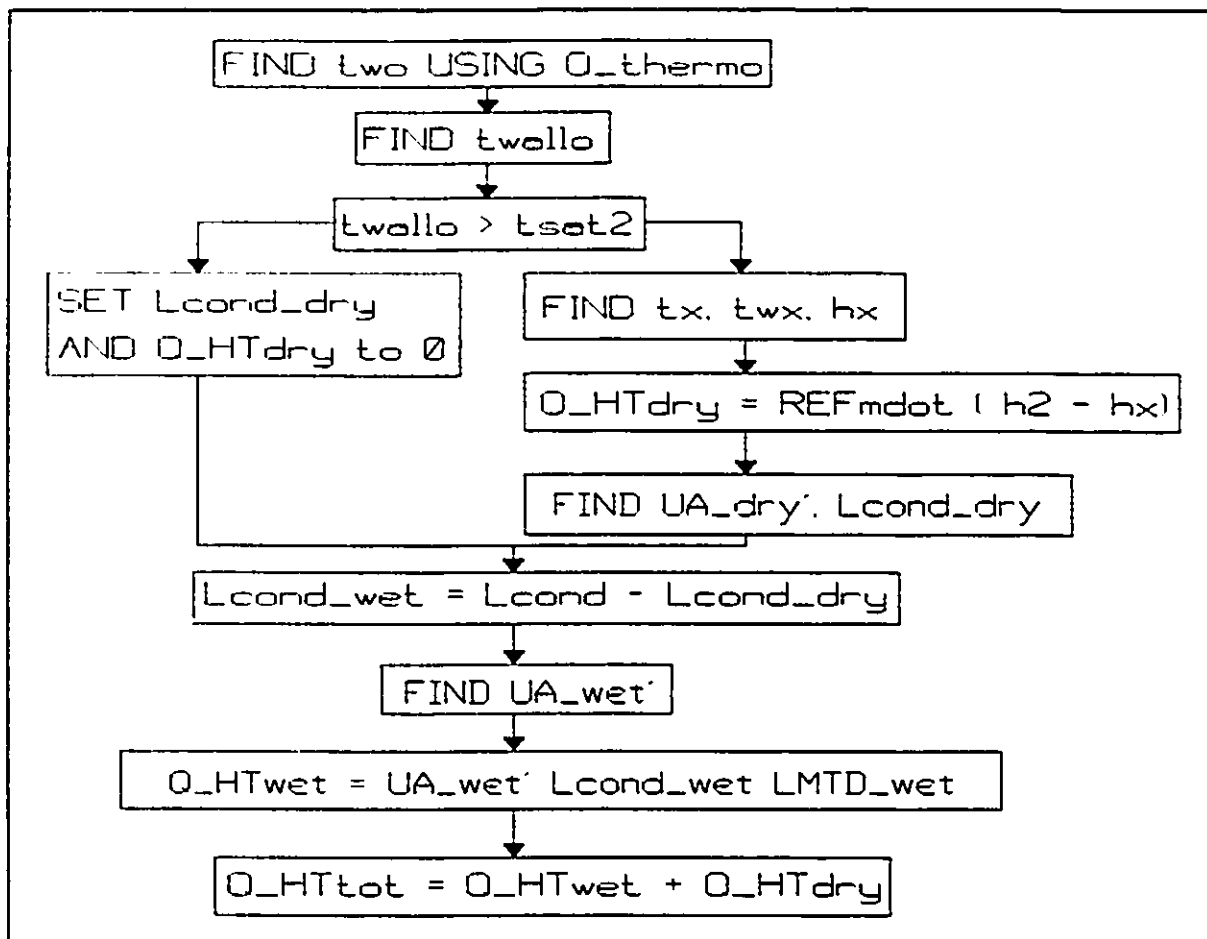 FIND two USING Q_thermo
FIND twallo
twallo > tsat2
SET Lcond_dry
AND Q_HTdry to 0
FIND tx, twx, hx
Q_HTdry = REFmdot ( h2 - hx)
FIND UA_dry', Lcond_dry
Lcond_wet = Lcond - Lcond_dry
FIND UA_wet'
Q_HTwet = UA_wet' Lcond_wet LMTD_wet
Q_HTtot = Q_HTwet + Q_HTdry